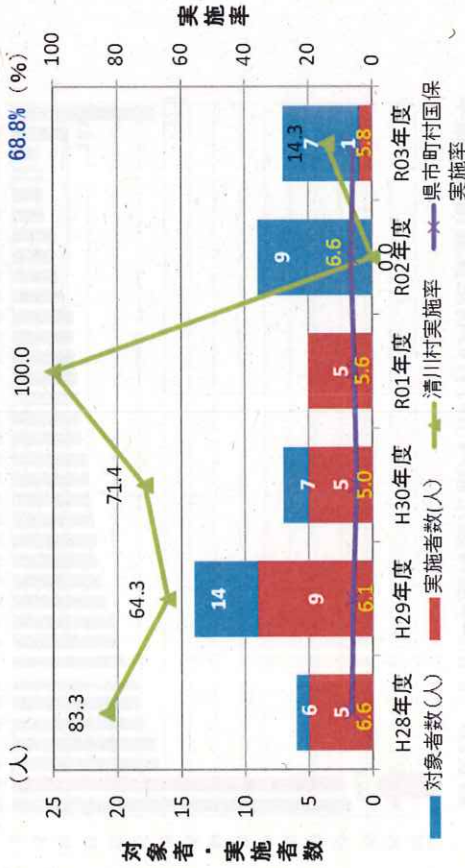 68.8% (%)
(人)
実施率
対象者・実施者数
25
20
15
10
5
0
100
80
60
40
20
0
83.3
64.3
71.4
100.0
0.0
14.3
6
14
7
9
7
5
9
5
5
1
6.6
6.1
5.0
5.6
6.6
5.8
H28年度
H29年度
H30年度
R01年度
R02年度
R03年度
対象者数(人)
実施者数(人)
清川村実施率
県市町村国保
実施率